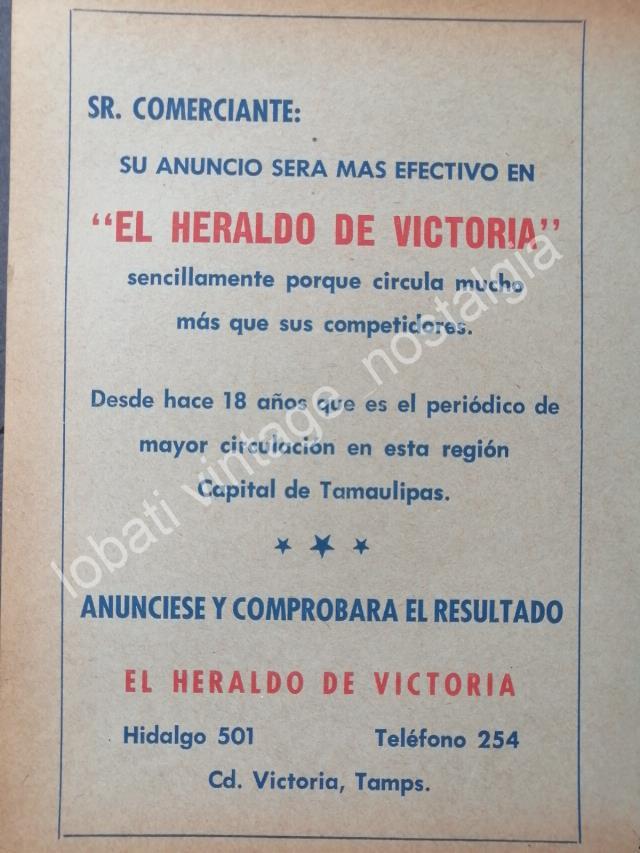 SR. COMERCIANTE:
SU ANUNCIO SERA MAS EFECTIVO EN
“EL HERALDO DE VICTORIA”
sencillamente porque circula mucho
más que sus competidores.
Desde hace 18 años que es el periódico de
mayor circulación en esta región
Capital de Tamaulipas.
ANUNCIESE Y COMPROBARA EL RESULTADO
EL HERALDO DE VICTORIA
Hidalgo 501 Teléfono 254
Cd. Victoria, Tamps.
lobati vintage_nostalgia